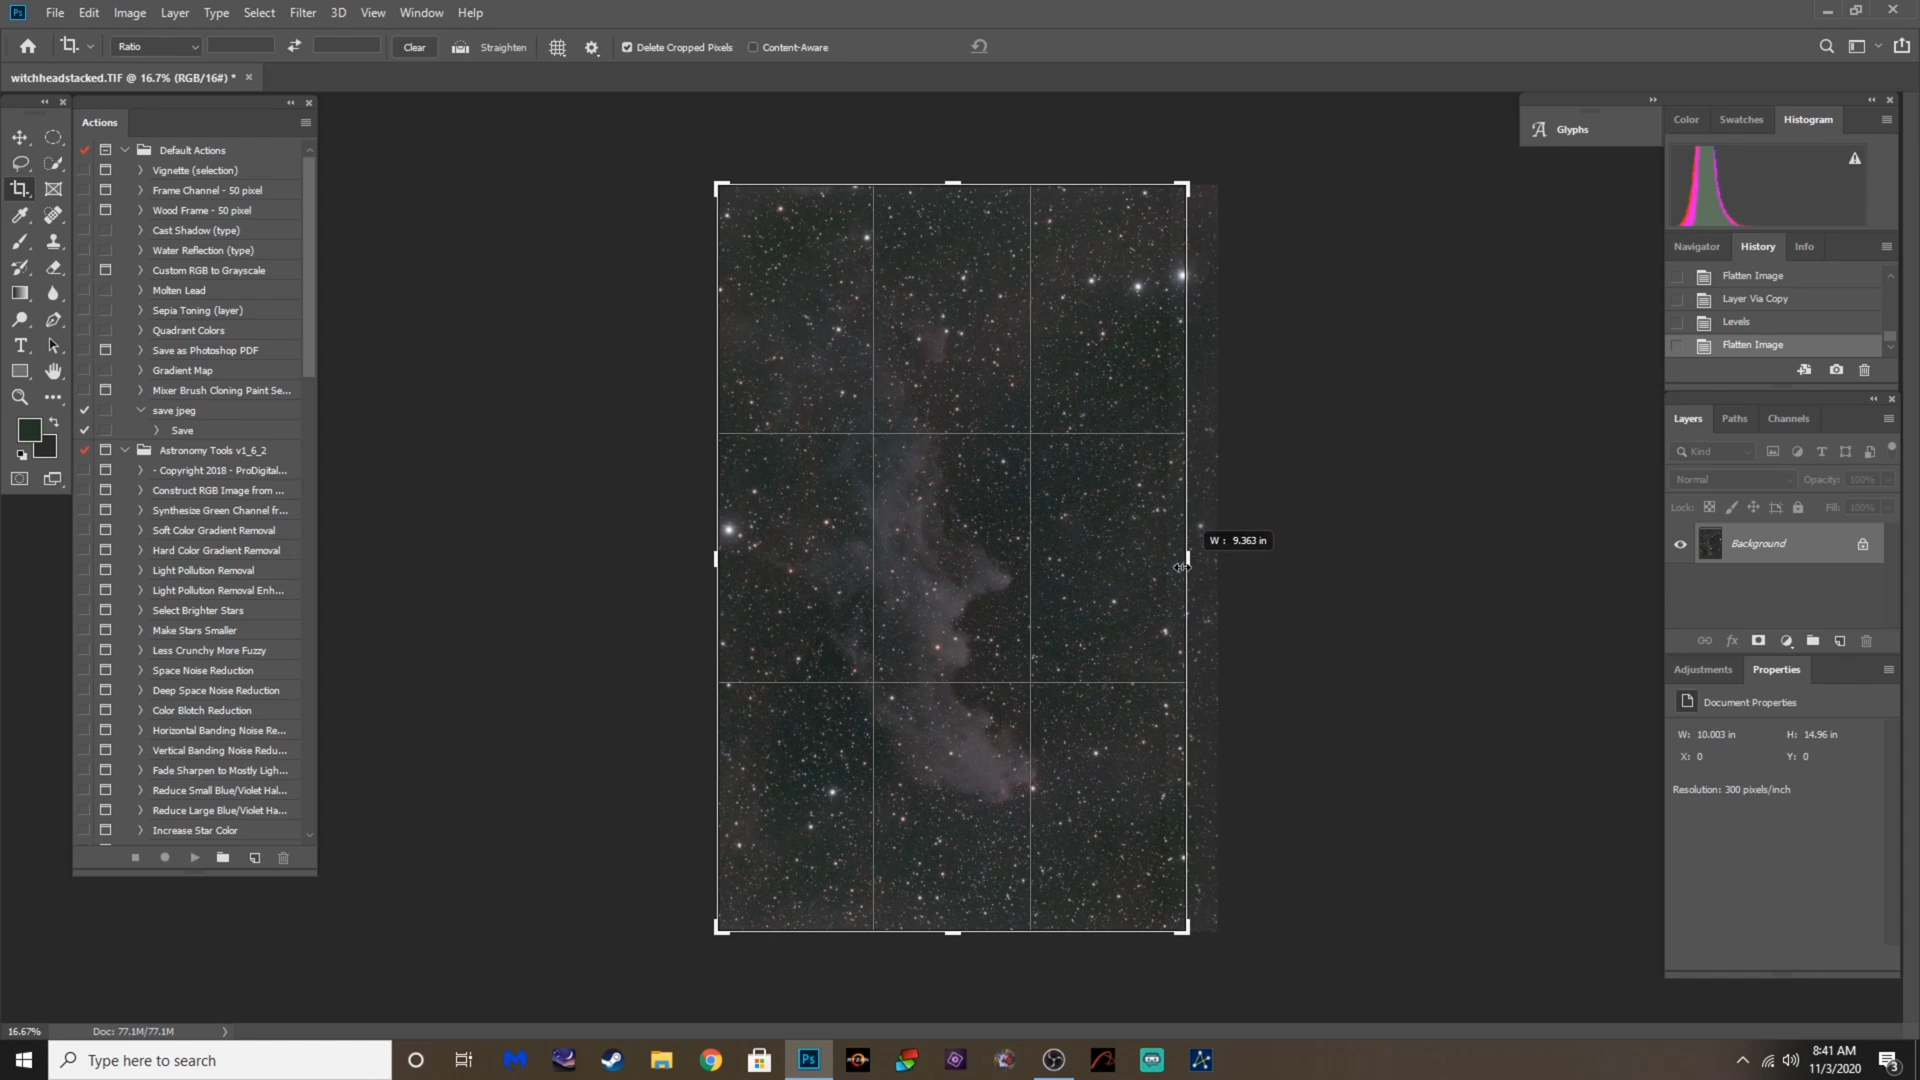 Ps File Edit Image Layer Type Select Filter 3D View Window Help
Ratio Clear Straighten Delete Cropped Pixels Content-Aware
witchheadstacked.TIF @ 16.7% (RGB/16#) *
Actions
Default Actions
Vignette (selection)
Frame Channel - 50 pixel
Wood Frame - 50 pixel
Cast Shadow (type)
Water Reflection (type)
Custom RGB to Grayscale
Molten Lead
Sepia Toning (layer)
Quadrant Colors
Save as Photoshop PDF
Gradient Map
Mixer Brush Cloning Paint Se...
save jpeg
Save
Astronomy Tools v1_6_2
- Copyright 2018 - ProDigital...
Construct RGB Image from ...
Synthesize Green Channel fr...
Soft Color Gradient Removal
Hard Color Gradient Removal
Light Pollution Removal
Light Pollution Removal Enh...
Select Brighter Stars
Make Stars Smaller
Less Crunchy More Fuzzy
Space Noise Reduction
Deep Space Noise Reduction
Color Blotch Reduction
Horizontal Banding Noise Re...
Vertical Banding Noise Redu...
Fade Sharpen to Mostly Ligh...
Reduce Small Blue/Violet Hal...
Reduce Large Blue/Violet Ha...
Increase Star Color
W : 9.363 in
Glyphs
Color Swatches Histogram
Navigator History Info
Flatten Image
Layer Via Copy
Levels
Flatten Image
Layers Paths Channels
Kind
Normal Opacity: 100%
Lock: Fill: 100%
Background
Adjustments Properties
Document Properties
W: 10.003 in H: 14.96 in
X: 0 Y: 0
Resolution: 300 pixels/inch
16.67% Doc: 77.1M/77.1M
Type here to search
Ps
RYZEN
8:41 AM
11/3/2020
3